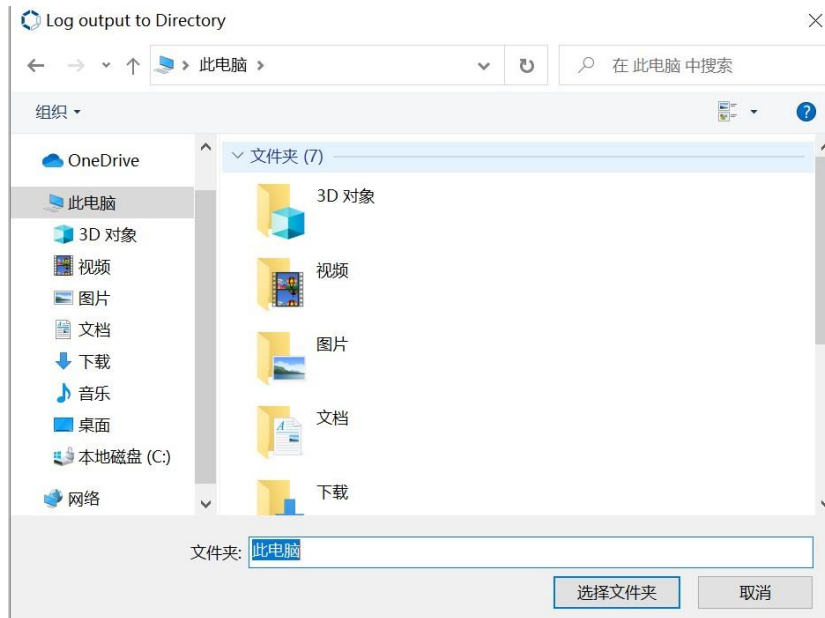 Log output to Directory
此电脑
在 此电脑 中搜索
组织
OneDrive
此电脑
3D 对象
视频
图片
文档
下载
音乐
桌面
本地磁盘 (C:)
网络
文件夹 (7)
3D 对象
视频
图片
文档
下载
文件夹: 此电脑
选择文件夹 取消